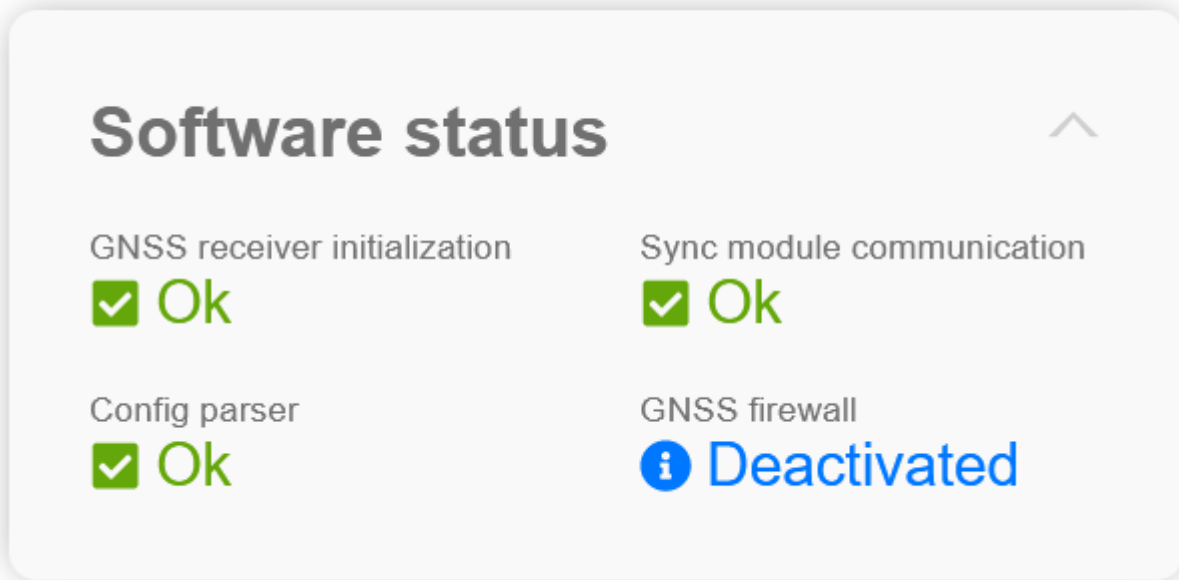 Software status
GNSS receiver initialization
Ok
Sync module communication
Ok
Config parser
Ok
GNSS firewall
Deactivated